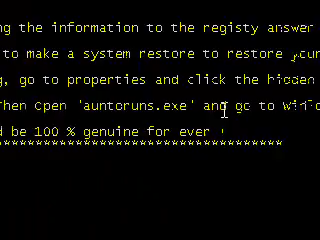 ng the information to the registy answer
to make a system restore to restore your
g, go to properties and click the hidden
Then open 'auntoruns.exe' and go to
d be 100 % genuine for ever !
***********************************